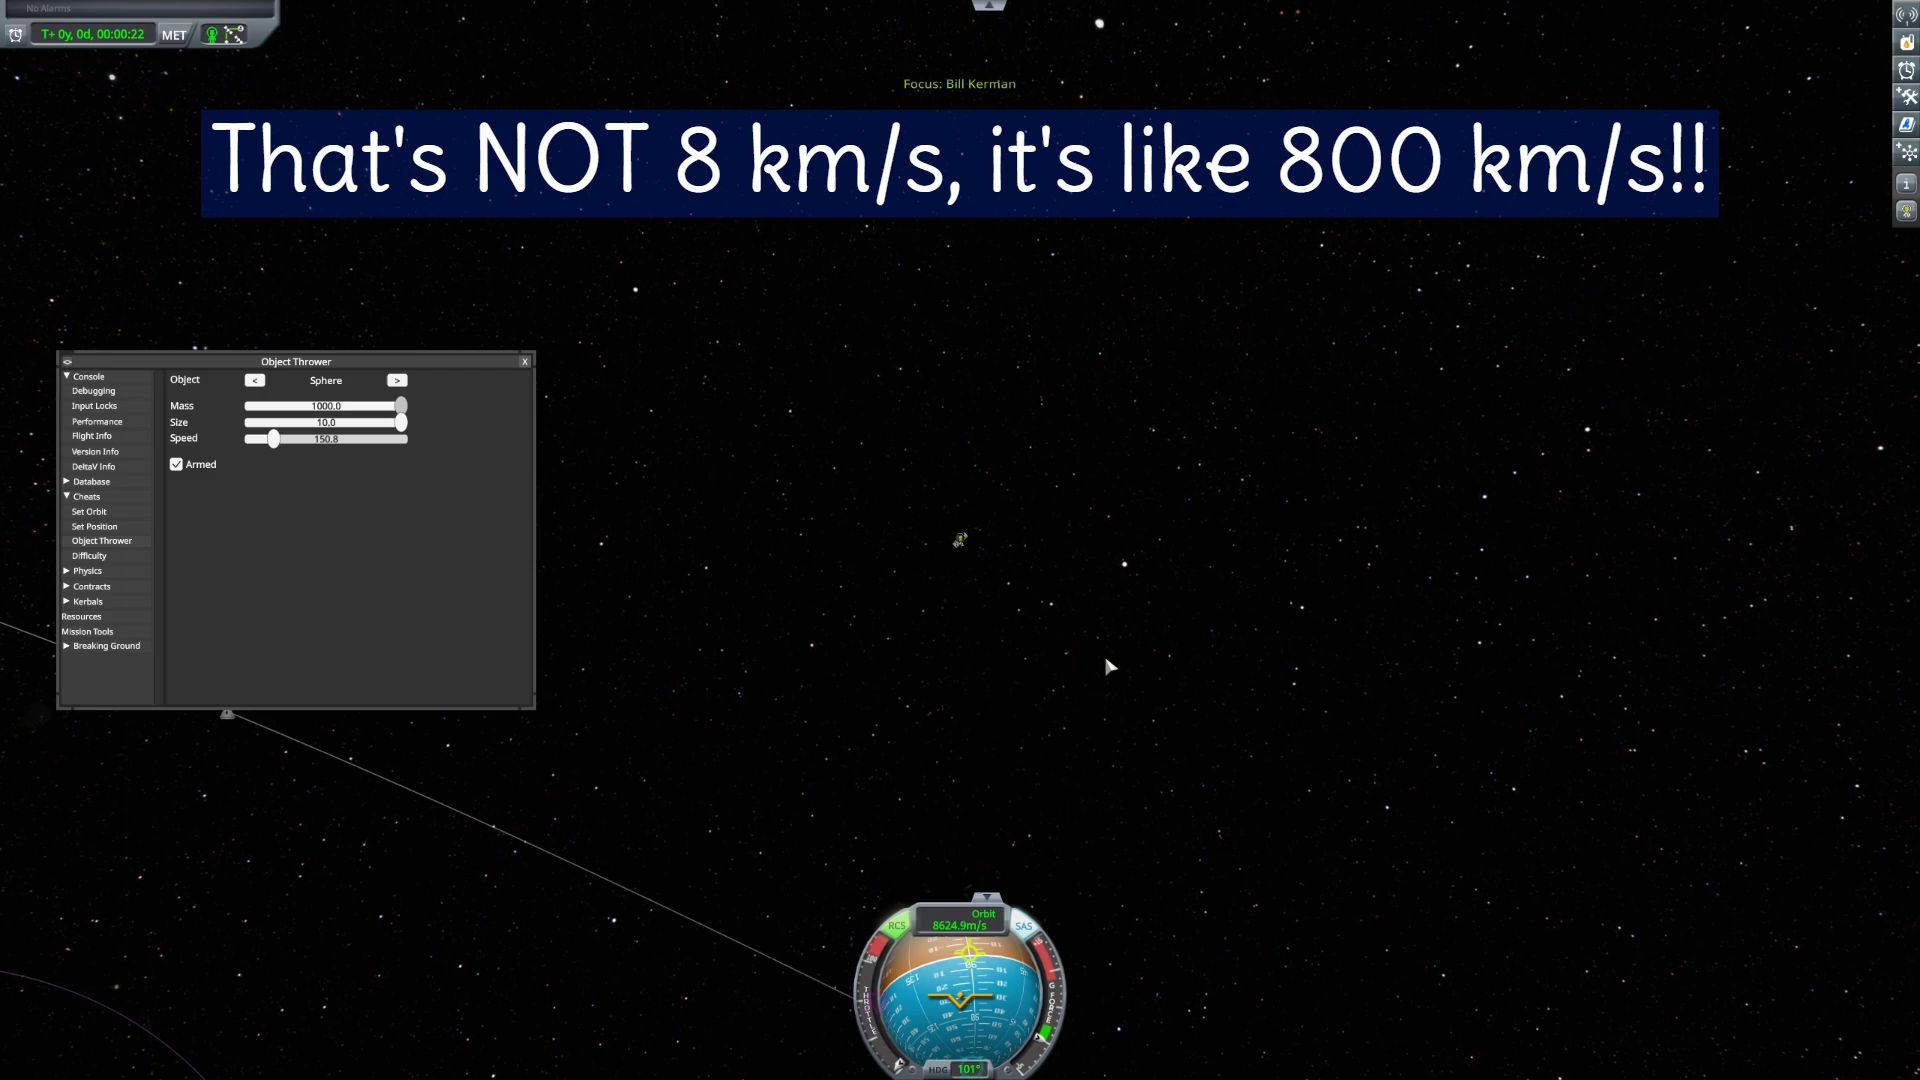 No Alarms
T+ 0y, 0d, 00:00:22 MET
Focus: Bill Kerman
That's NOT 8 km/s, it's like 800 km/s!!
Object Thrower X
Console
Debugging
Input Locks
Performance
Flight Info
Version Info
DeltaV Info
Database
Cheats
Set Orbit
Set Position
Object Thrower
Difficulty
Physics
Contracts
Kerbals
Resources
Mission Tools
Breaking Ground
Object < Sphere >
Mass 1000.0
Size 10.0
Speed 150.8
Armed
Orbit
RCS 8624.9m/s SAS
THROTTLE
G FORCE
HDG 101°